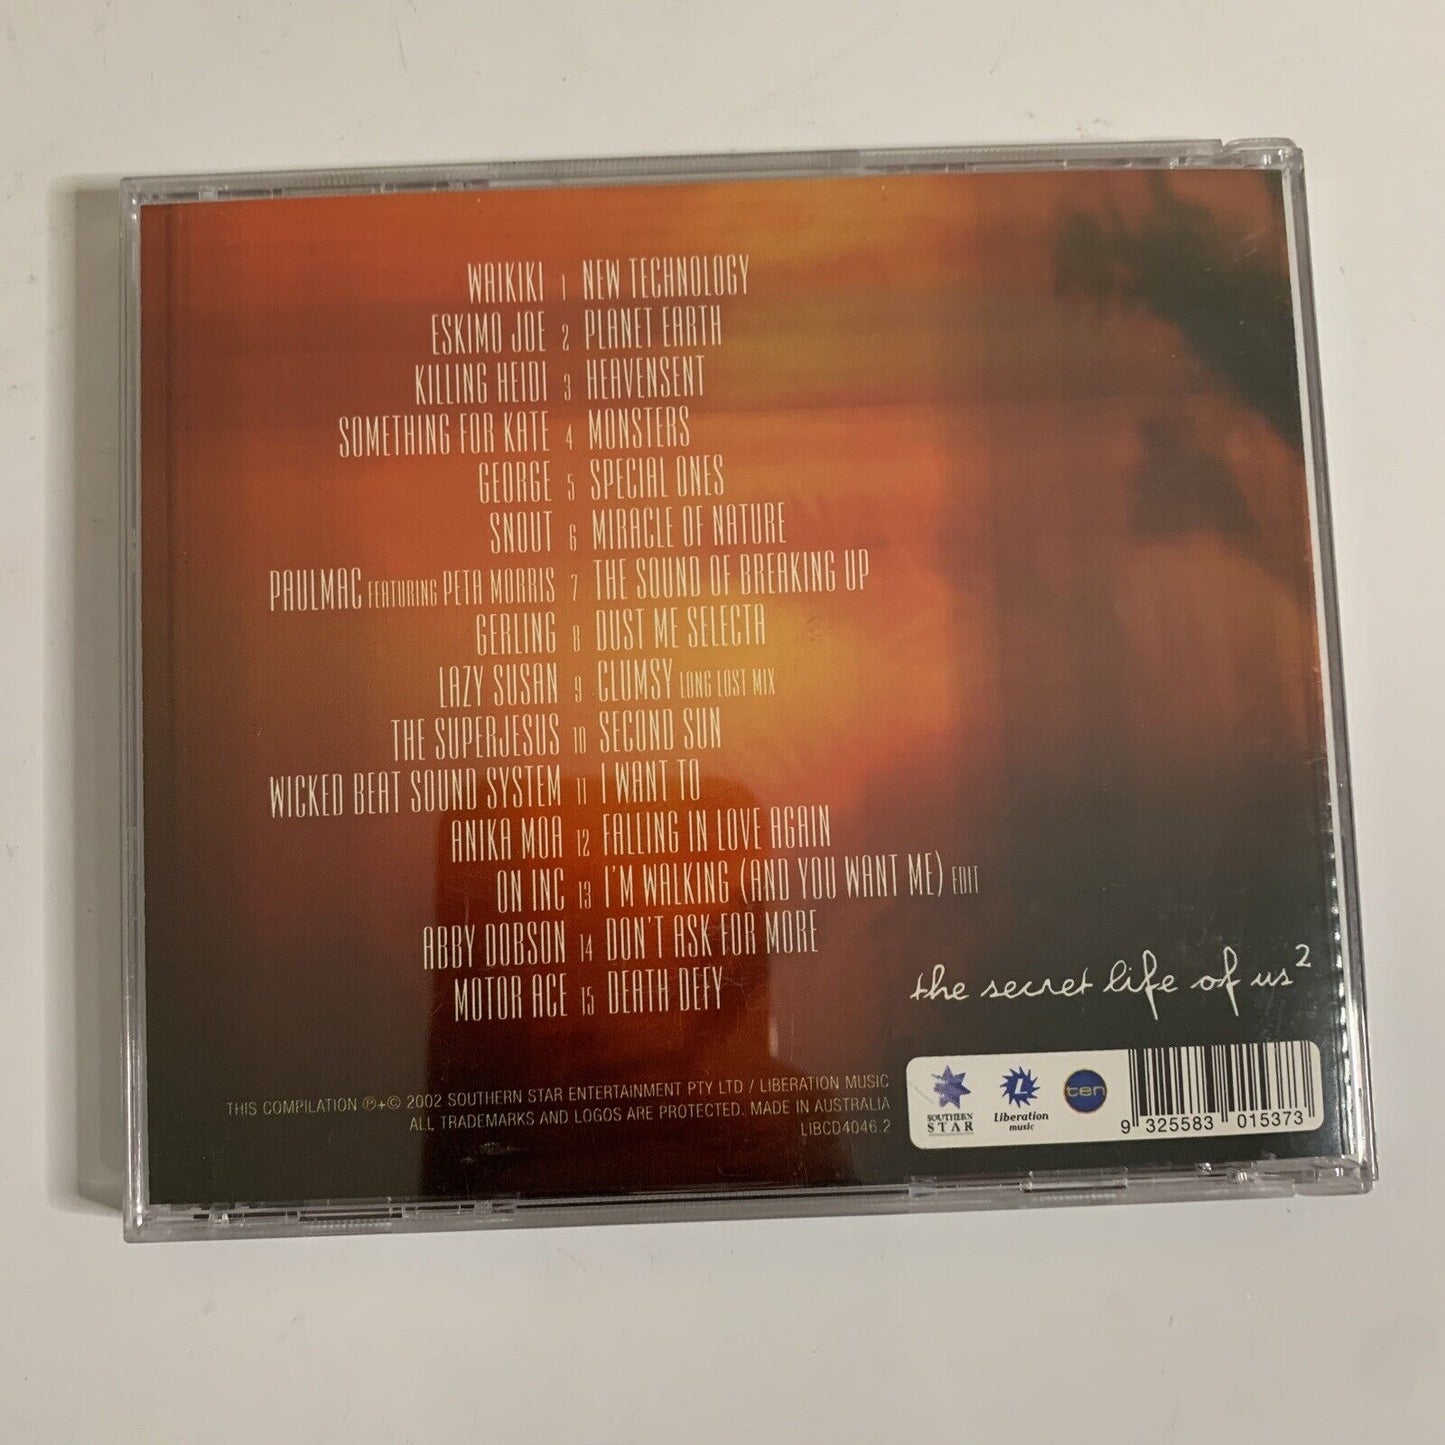 WAIKIKI 1 NEW TECHNOLOGY
ESKIMO JOE 2 PLANET EARTH
KILLING HEIDI 3 HEAVENSENT
SOMETHING FOR KATE 4 MONSTERS
GEORGE 5 SPECIAL ONES
SNOUT 6 MIRACLE OF NATURE
PAULMAC FEATURING PETA MORRIS 7 THE SOUND OF BREAKING UP
GERLING 8 DUST ME SELECTA
LAZY SUSAN 9 CLUMSY LONG LOST MIX
THE SUPERJESUS 10 SECOND SUN
WICKED BEAT SOUND SYSTEM 11 I WANT TO
ANIKA MOA 12 FALLING IN LOVE AGAIN
ON INC 13 I'M WALKING (AND YOU WANT ME) EDIT
ABBY DOBSON 14 DON'T ASK FOR MORE
MOTOR ACE 15 DEATH DEFY
the secret life of us²
THIS COMPILATION ℗+© 2002 SOUTHERN STAR ENTERTAINMENT PTY LTD / LIBERATION MUSIC
ALL TRADEMARKS AND LOGOS ARE PROTECTED. MADE IN AUSTRALIA
LIBCD4046.2
SOUTHERN
STAR
L
Liberation
music
ten
9 325583 015373